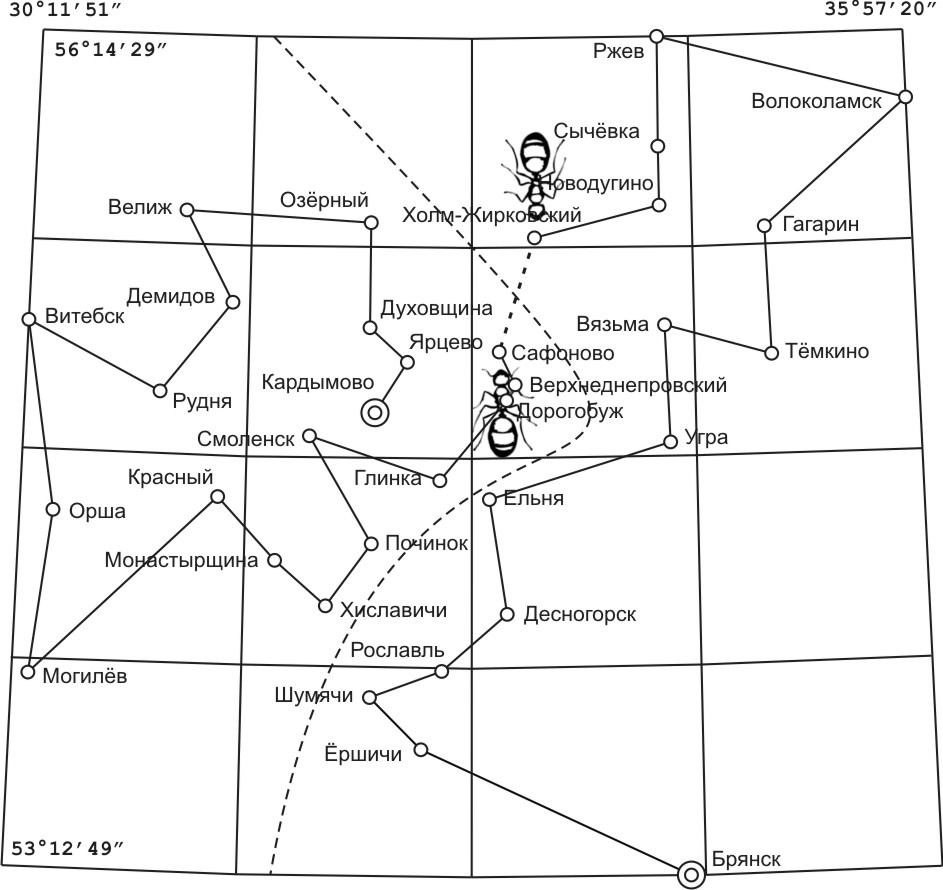 30°11′51″
35°57′20″
56°14′29″
Ржев
Волоколамск
Сычёвка
Новодугино
Озёрный
Велиж
Холм-Жирковский
Гагарин
Демидов
Духовщина
Витебск
Вязьма
Ярцево
Сафоново
Тёмкино
Кардымово
Верхнеднепровский
Рудня
Дорогобуж
Смоленск
Угра
Красный
Глинка
Ельня
Орша
Починок
Монастырщина
Хиславичи
Десногорск
Рославль
Могилёв
Шумячи
Ёршичи
53°12′49″
Брянск